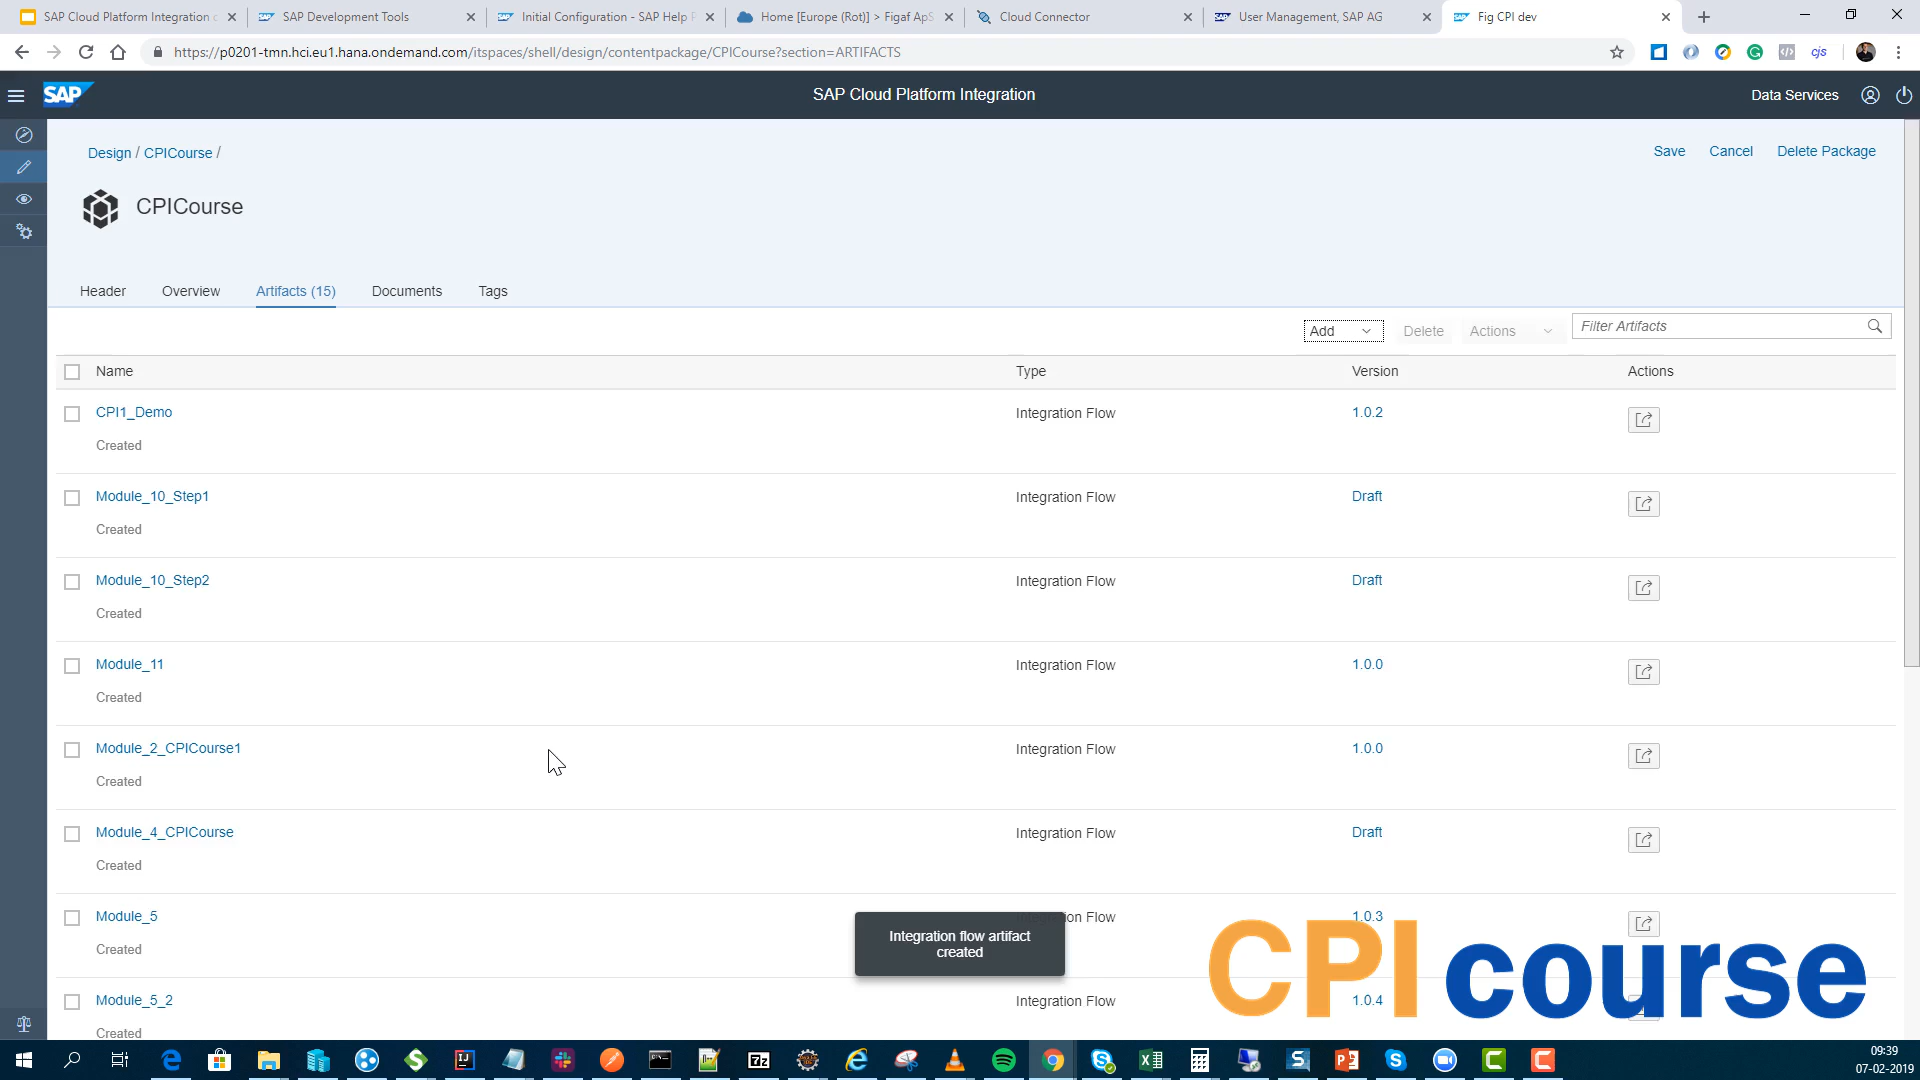 SAP Cloud Platform Integration c
SAP Development Tools
Initial Configuration - SAP Help P
Home [Europe (Rot)] > Figaf ApS
Cloud Connector
User Management, SAP AG
Fig CPI dev
https://p0201-tmn.hci.eu1.hana.ondemand.com/itspaces/shell/design/contentpackage/CPICourse?section=ARTIFACTS
cjs
SAP
SAP Cloud Platform Integration
Data Services
Design / CPICourse /
Save Cancel Delete Package
CPICourse
Header Overview Artifacts (15) Documents Tags
Add Delete Actions Filter Artifacts
Name Type Version Actions
CPI1_Demo Integration Flow 1.0.2
Created
Module_10_Step1 Integration Flow Draft
Created
Module_10_Step2 Integration Flow Draft
Created
Module_11 Integration Flow 1.0.0
Created
Module_2_CPICourse1 Integration Flow 1.0.0
Created
Module_4_CPICourse Integration Flow Draft
Created
Module_5 ion Flow 1.0.3
Created
Integration flow artifact
created
CPI course
Module_5_2 Integration Flow 1.0.4
Created
09:39
07-02-2019